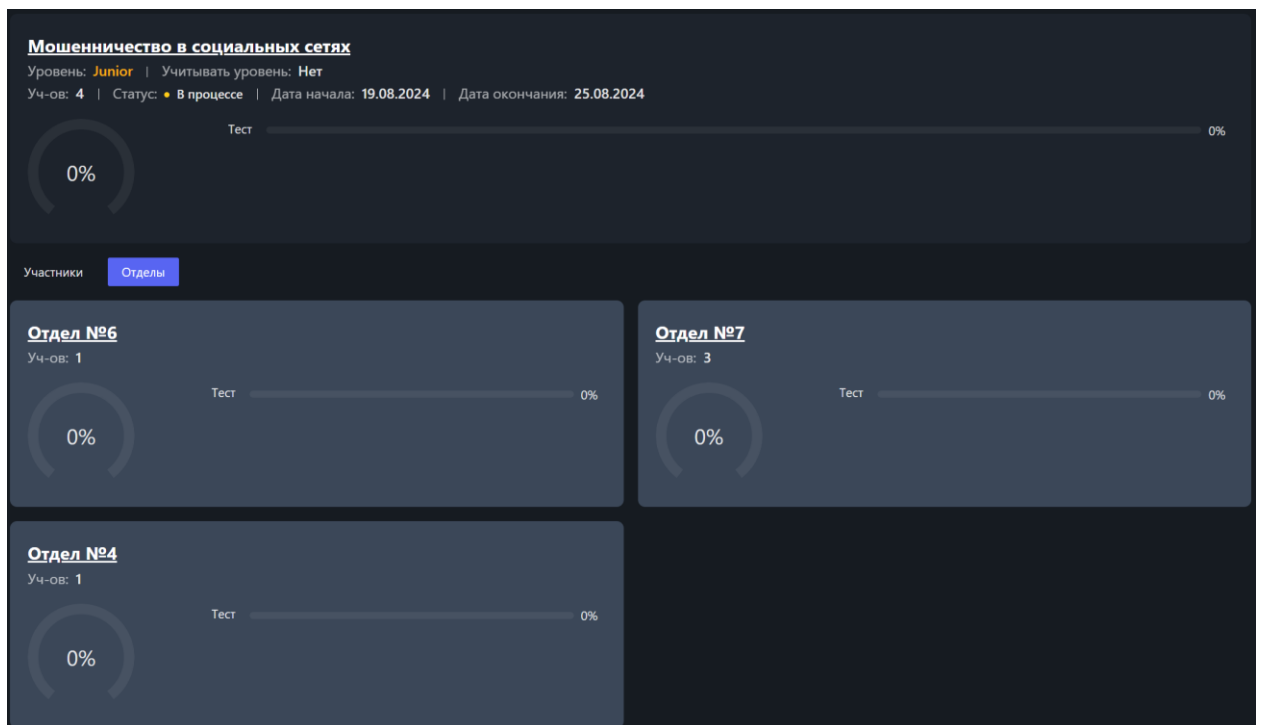 Мошенничество в социальных сетях
Уровень: Junior | Учитывать уровень: Нет
Уч-ов: 4 | Статус: • В процессе | Дата начала: 19.08.2024 | Дата окончания: 25.08.2024
Тест 0%
0%
Участники Отделы
Отдел №6
Уч-ов: 1
Тест 0%
0%
Отдел №7
Уч-ов: 3
Тест 0%
0%
Отдел №4
Уч-ов: 1
Тест 0%
0%